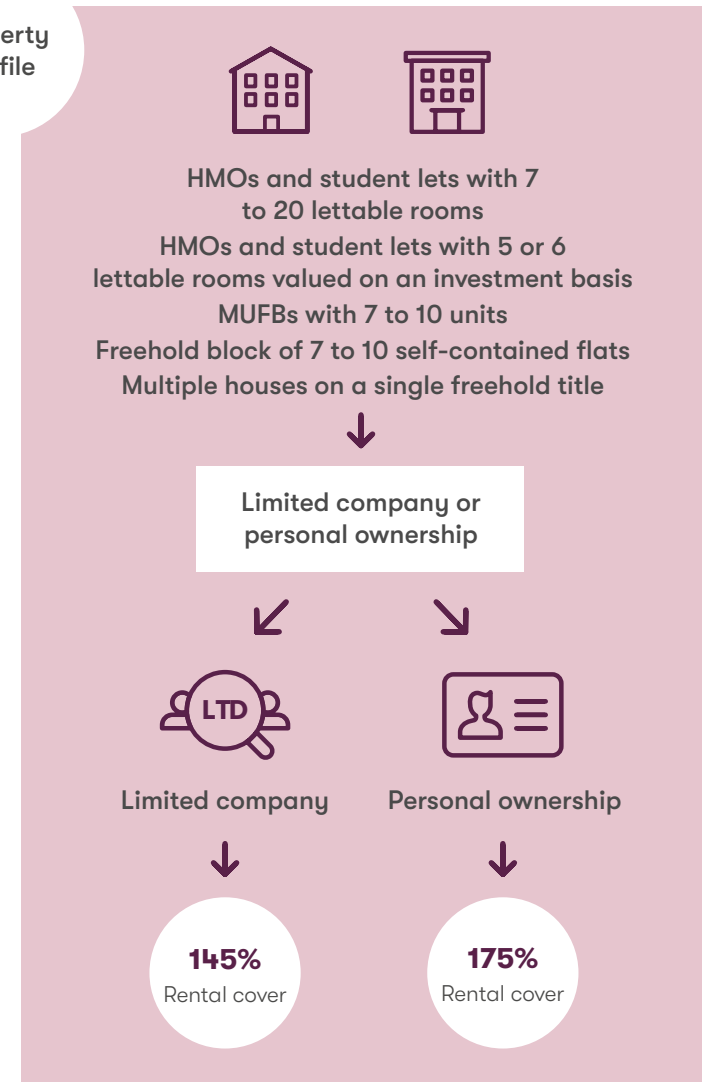 HMOs and student lets with 7
to 20 lettable rooms
HMOs and student lets with 5 or 6
lettable rooms valued on an investment basis
MUFBs with 7 to 10 units
Freehold block of 7 to 10 self-contained flats
Multiple houses on a single freehold title
Limited company or
personal ownership
LTD
Limited company
Personal ownership
145%
Rental cover
175%
Rental cover